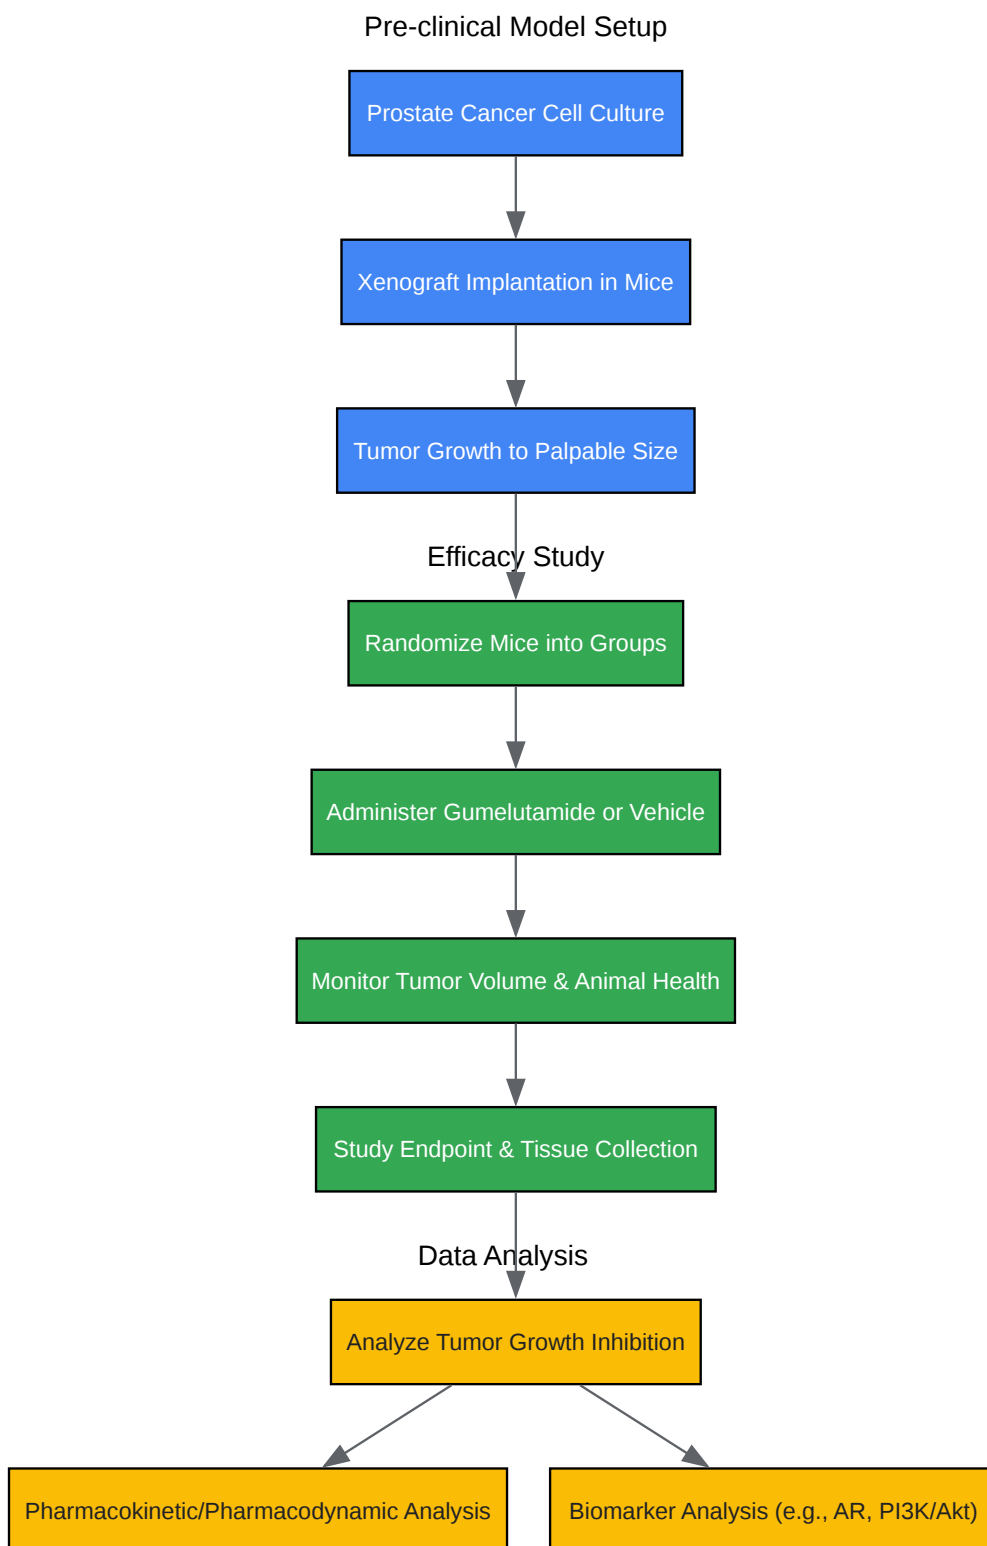 Pre-clinical Model Setup
Prostate Cancer Cell Culture
Xenograft Implantation in Mice
Tumor Growth to Palpable Size
Efficacy Study
Randomize Mice into Groups
Administer Gumelutamide or Vehicle
Monitor Tumor Volume & Animal Health
Study Endpoint & Tissue Collection
Data Analysis
Analyze Tumor Growth Inhibition
Pharmacokinetic/Pharmacodynamic Analysis
Biomarker Analysis (e.g., AR, PI3K/Akt)